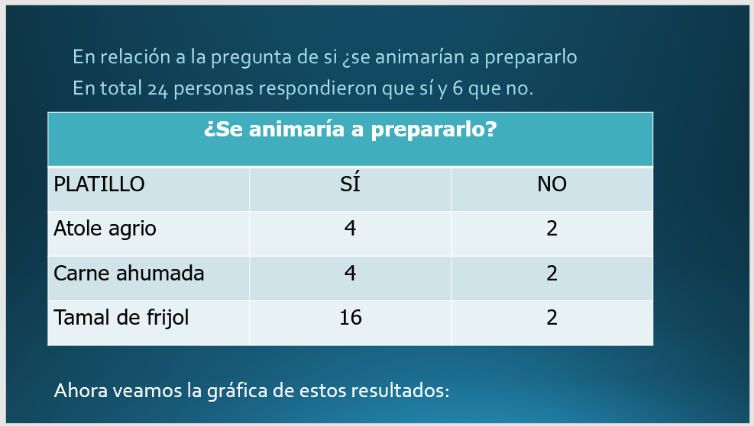 En relación a la pregunta de si ¿se animarían a prepararlo
En total 24 personas respondieron que sí y 6 que no.
¿Se animaría a prepararlo?
PLATILLO SÍ NO
Atole agrio 4 2
Carne ahumada 4 2
Tamal de frijol 16 2
Ahora veamos la gráfica de estos resultados: